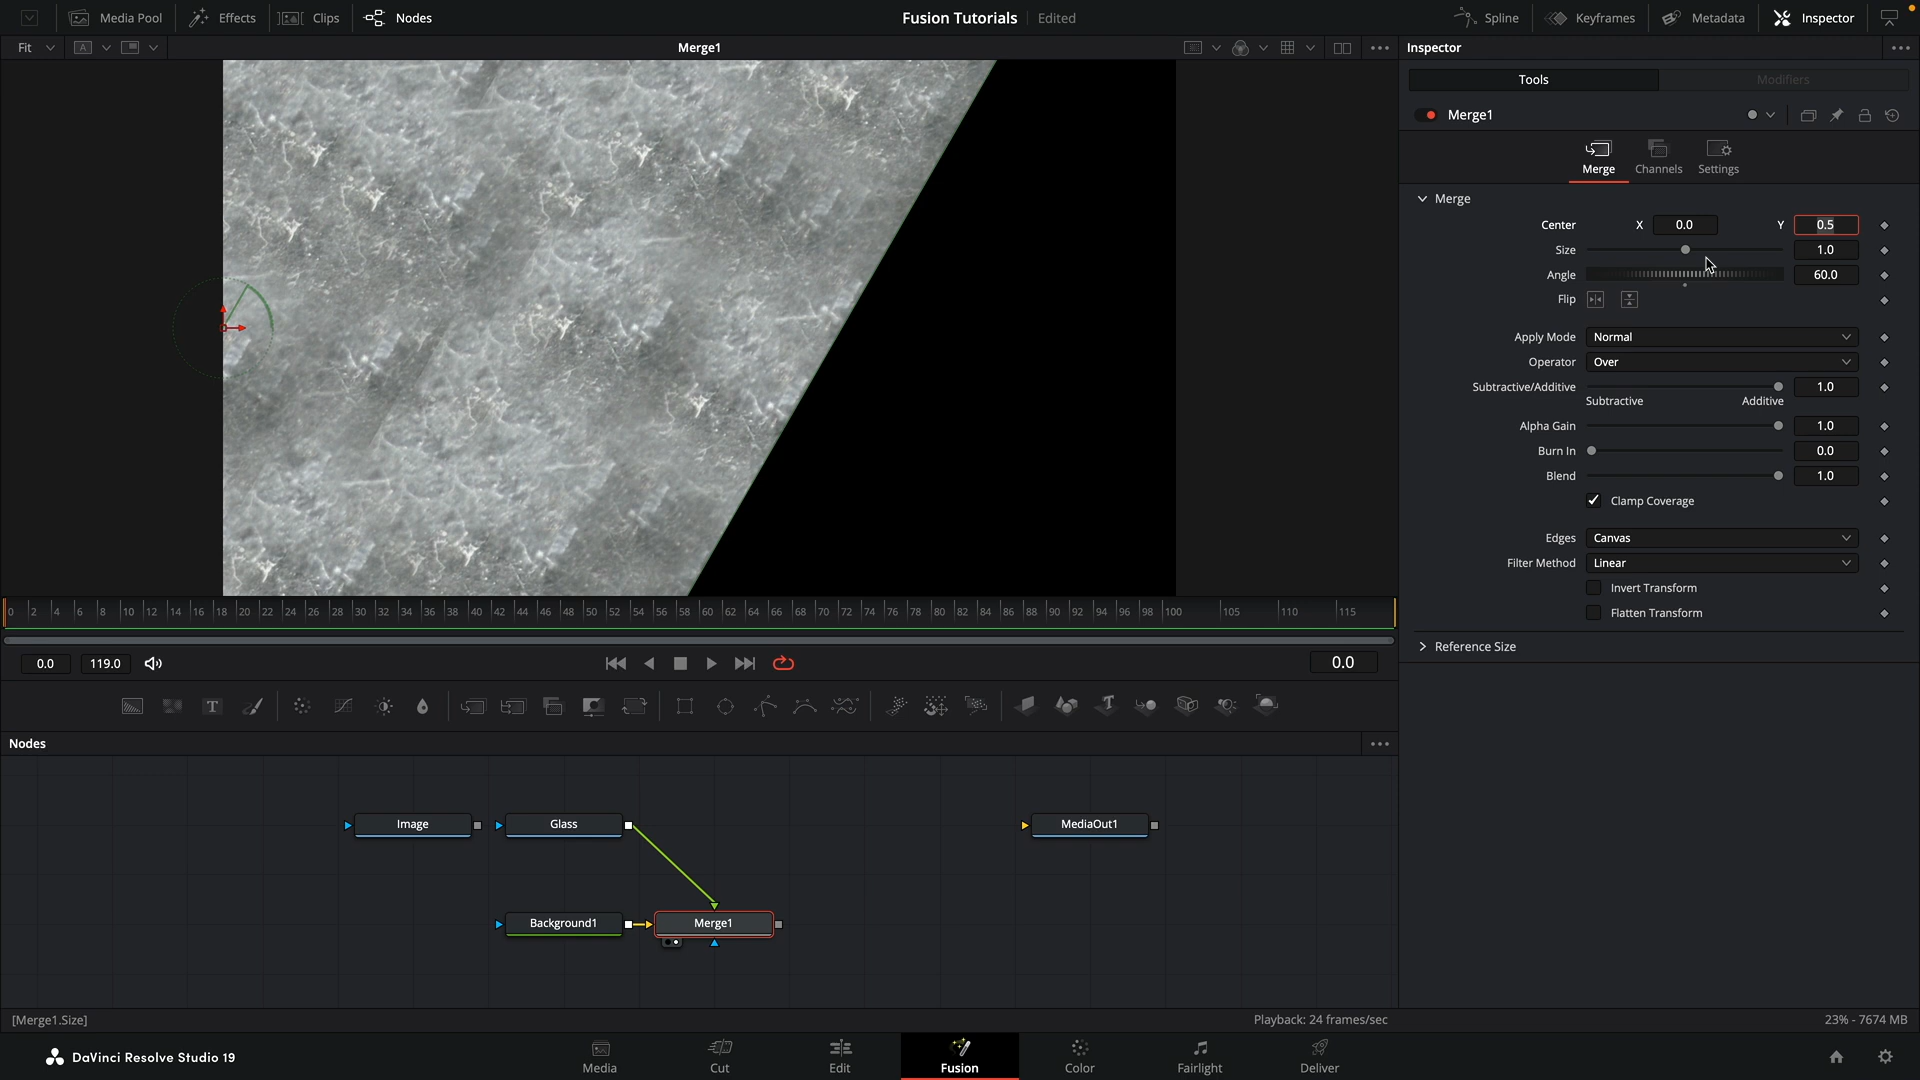 Media Pool Effects Clips Nodes Fusion Tutorials Edited Spline Keyframes Metadata Inspector
Fit A Merge1 Inspector
Tools Modifiers
Merge1
Merge Channels Settings
Merge
Center X 0.0 Y 0.5
Size 1.0
Angle 60.0
Flip
Apply Mode Normal
Operator Over
Subtractive/Additive 1.0
Subtractive Additive
Alpha Gain 1.0
Burn In 0.0
Blend 1.0
Clamp Coverage
Edges Canvas
Filter Method Linear
Invert Transform
Flatten Transform
Reference Size
0 2 4 6 8 10 12 14 16 18 20 22 24 26 28 30 32 34 36 38 40 42 44 46 48 50 52 54 56 58 60 62 64 66 68 70 72 74 76 78 80 82 84 86 88 90 92 94 96 98 100 105 110 115
0.0 119.0 0.0
T T
Nodes
Image Glass MediaOut1
Background1 Merge1
[Merge1.Size] Playback: 24 frames/sec 23% - 7674 MB
DaVinci Resolve Studio 19 Media Cut Edit Fusion Color Fairlight Deliver